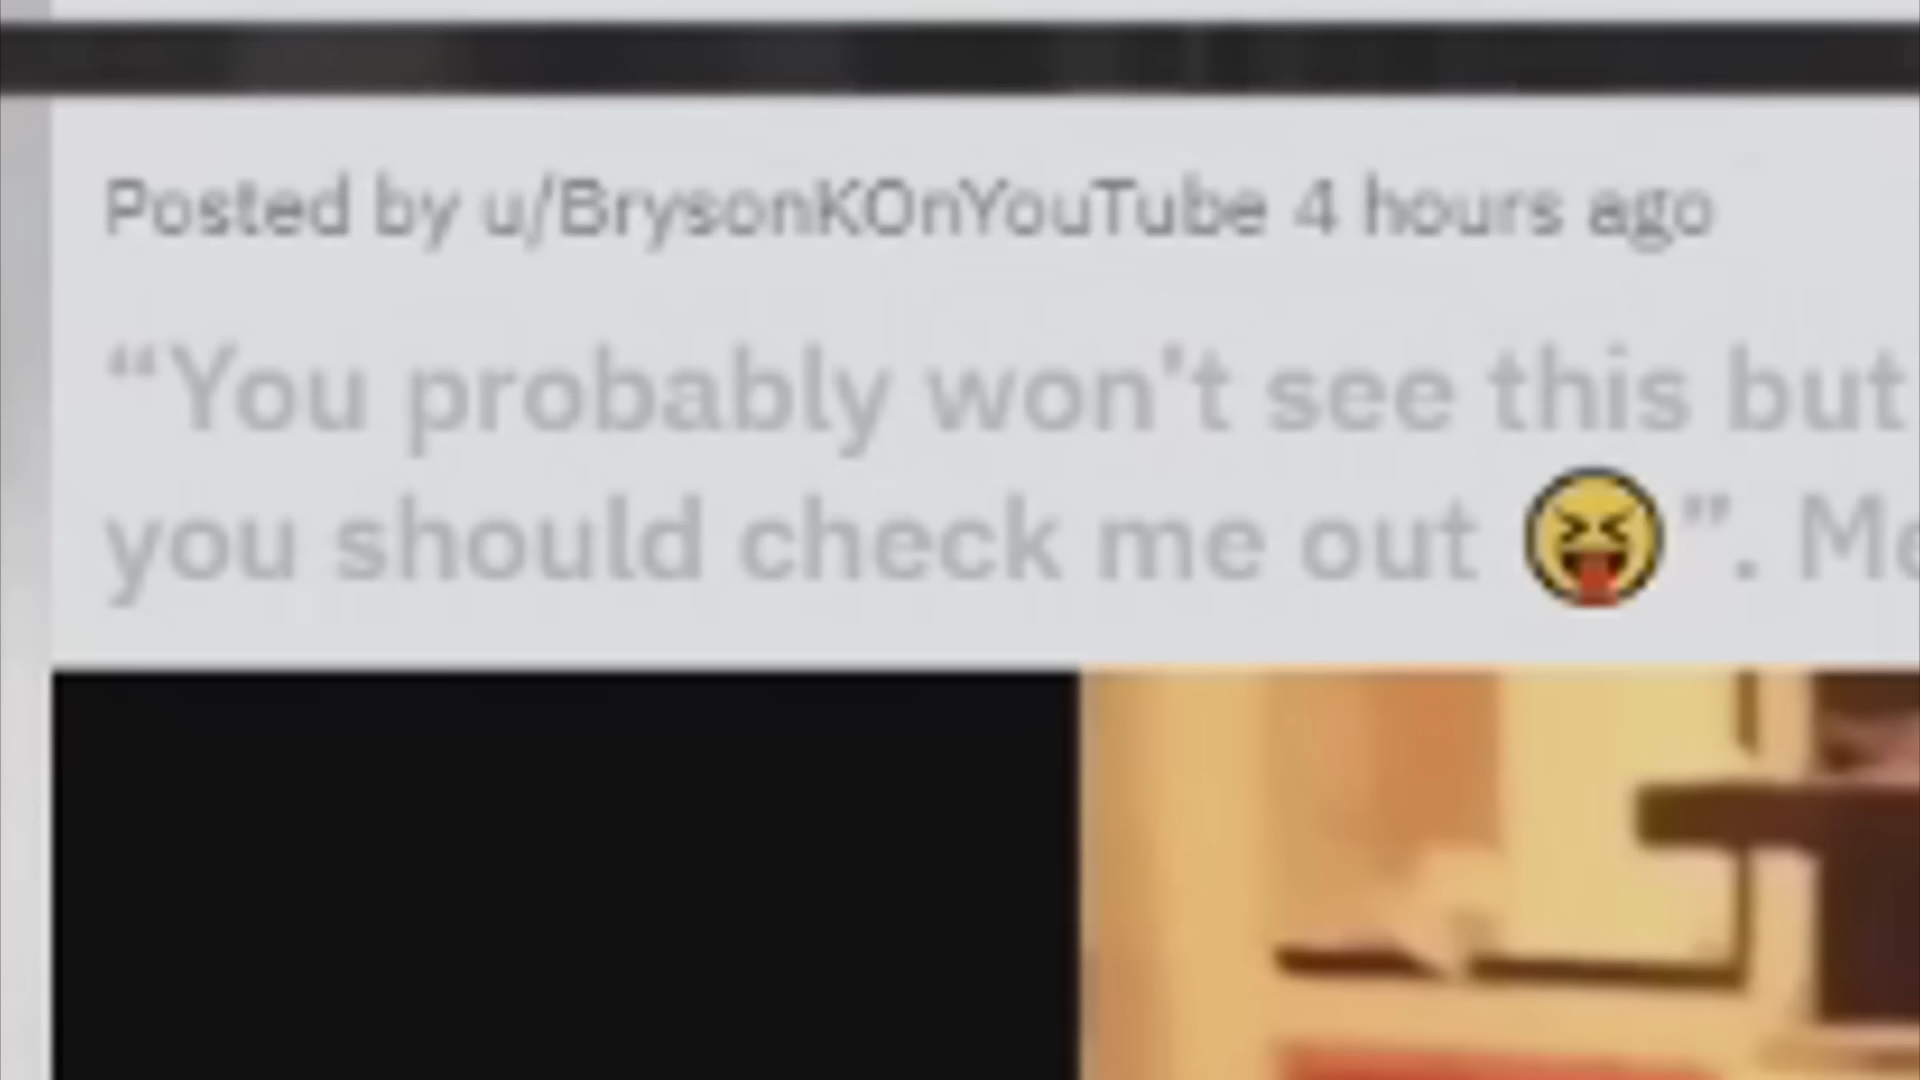 Posted by u/BrysonKOnYouTube 4 hours ago
“You probably won't see this but
you should check me out 😝”.